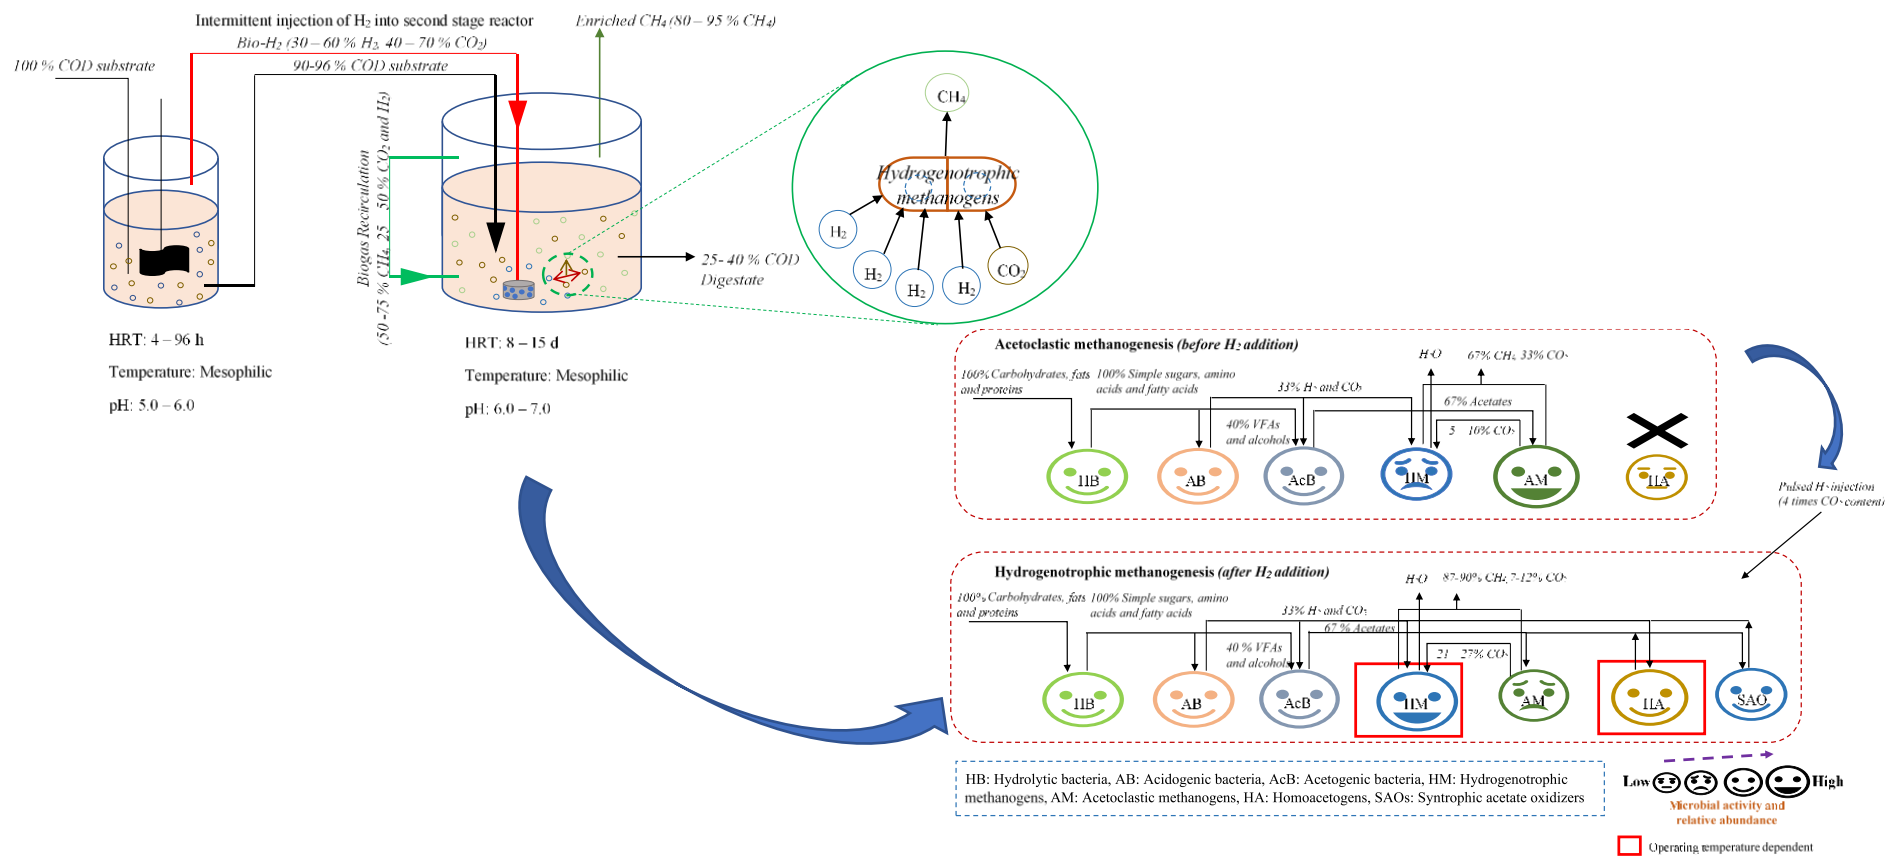 Intermittent injection of H2 into second stage reactor
Bio-H2 (30 – 60 % H2, 40 – 70 % CO2)
Enriched CH4 (80 – 95 % CH4)
100 % COD substrate
90-96 % COD substrate
Biogas Recirculation
(50 -75 % CH4, 25 50 % CO2 and H2)
25- 40 % COD
Digestate
CH4
Hydrogenotrophic
methanogens
H2
H2
H2
H2
CO2
HRT: 4 – 96 h
Temperature: Mesophilic
pH: 5.0 – 6.0
HRT: 8 – 15 d
Temperature: Mesophilic
pH: 6.0 – 7.0
Acetoclastic methanogenesis (before H2 addition)
100% Carbohydrates, fats
and proteins
100% Simple sugars, amino
acids and fatty acids
33% H2 and CO2
40% VFAs
and alcohols
H2O
67% CH4, 33% CO2
67% Acetates
5 10% CO2
HB
AB
AcB
HM
AM
HA
Pulsed H2 injection
(4 times CO2 content)
Hydrogenotrophic methanogenesis (after H2 addition)
100% Carbohydrates, fats
and proteins
100% Simple sugars, amino
acids and fatty acids
33% H2 and CO2
67 % Acetates
40 % VFAs
and alcohols
H2O
87-90% CH4, 7-12% CO2
21 27% CO2
HB
AB
AcB
HM
AM
HA
SAO
HB: Hydrolytic bacteria, AB: Acidogenic bacteria, AcB: Acetogenic bacteria, HM: Hydrogenotrophic
methanogens, AM: Acetoclastic methanogens, HA: Homoacetogens, SAOs: Syntrophic acetate oxidizers
Low
High
Microbial activity and
relative abundance
Operating temperature dependent